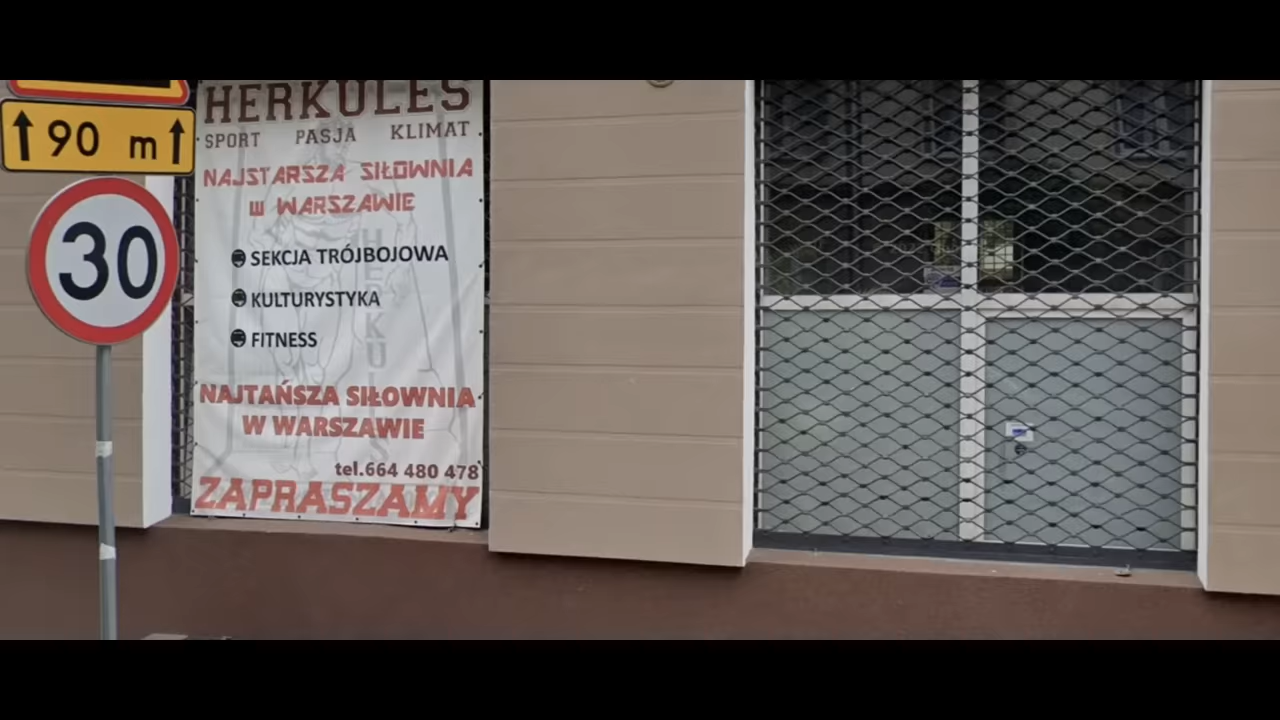 90 m
30
HERKULES
SPORT PASJA KLIMAT
NAJSTARSZA SIŁOWNIA
W WARSZAWIE
SEKCJA TRÓJBOJOWA
KULTURYSTYKA
FITNESS
HERKULES
NAJTAŃSZA SIŁOWNIA
W WARSZAWIE
tel.664 480 478
ZAPRASZAMY